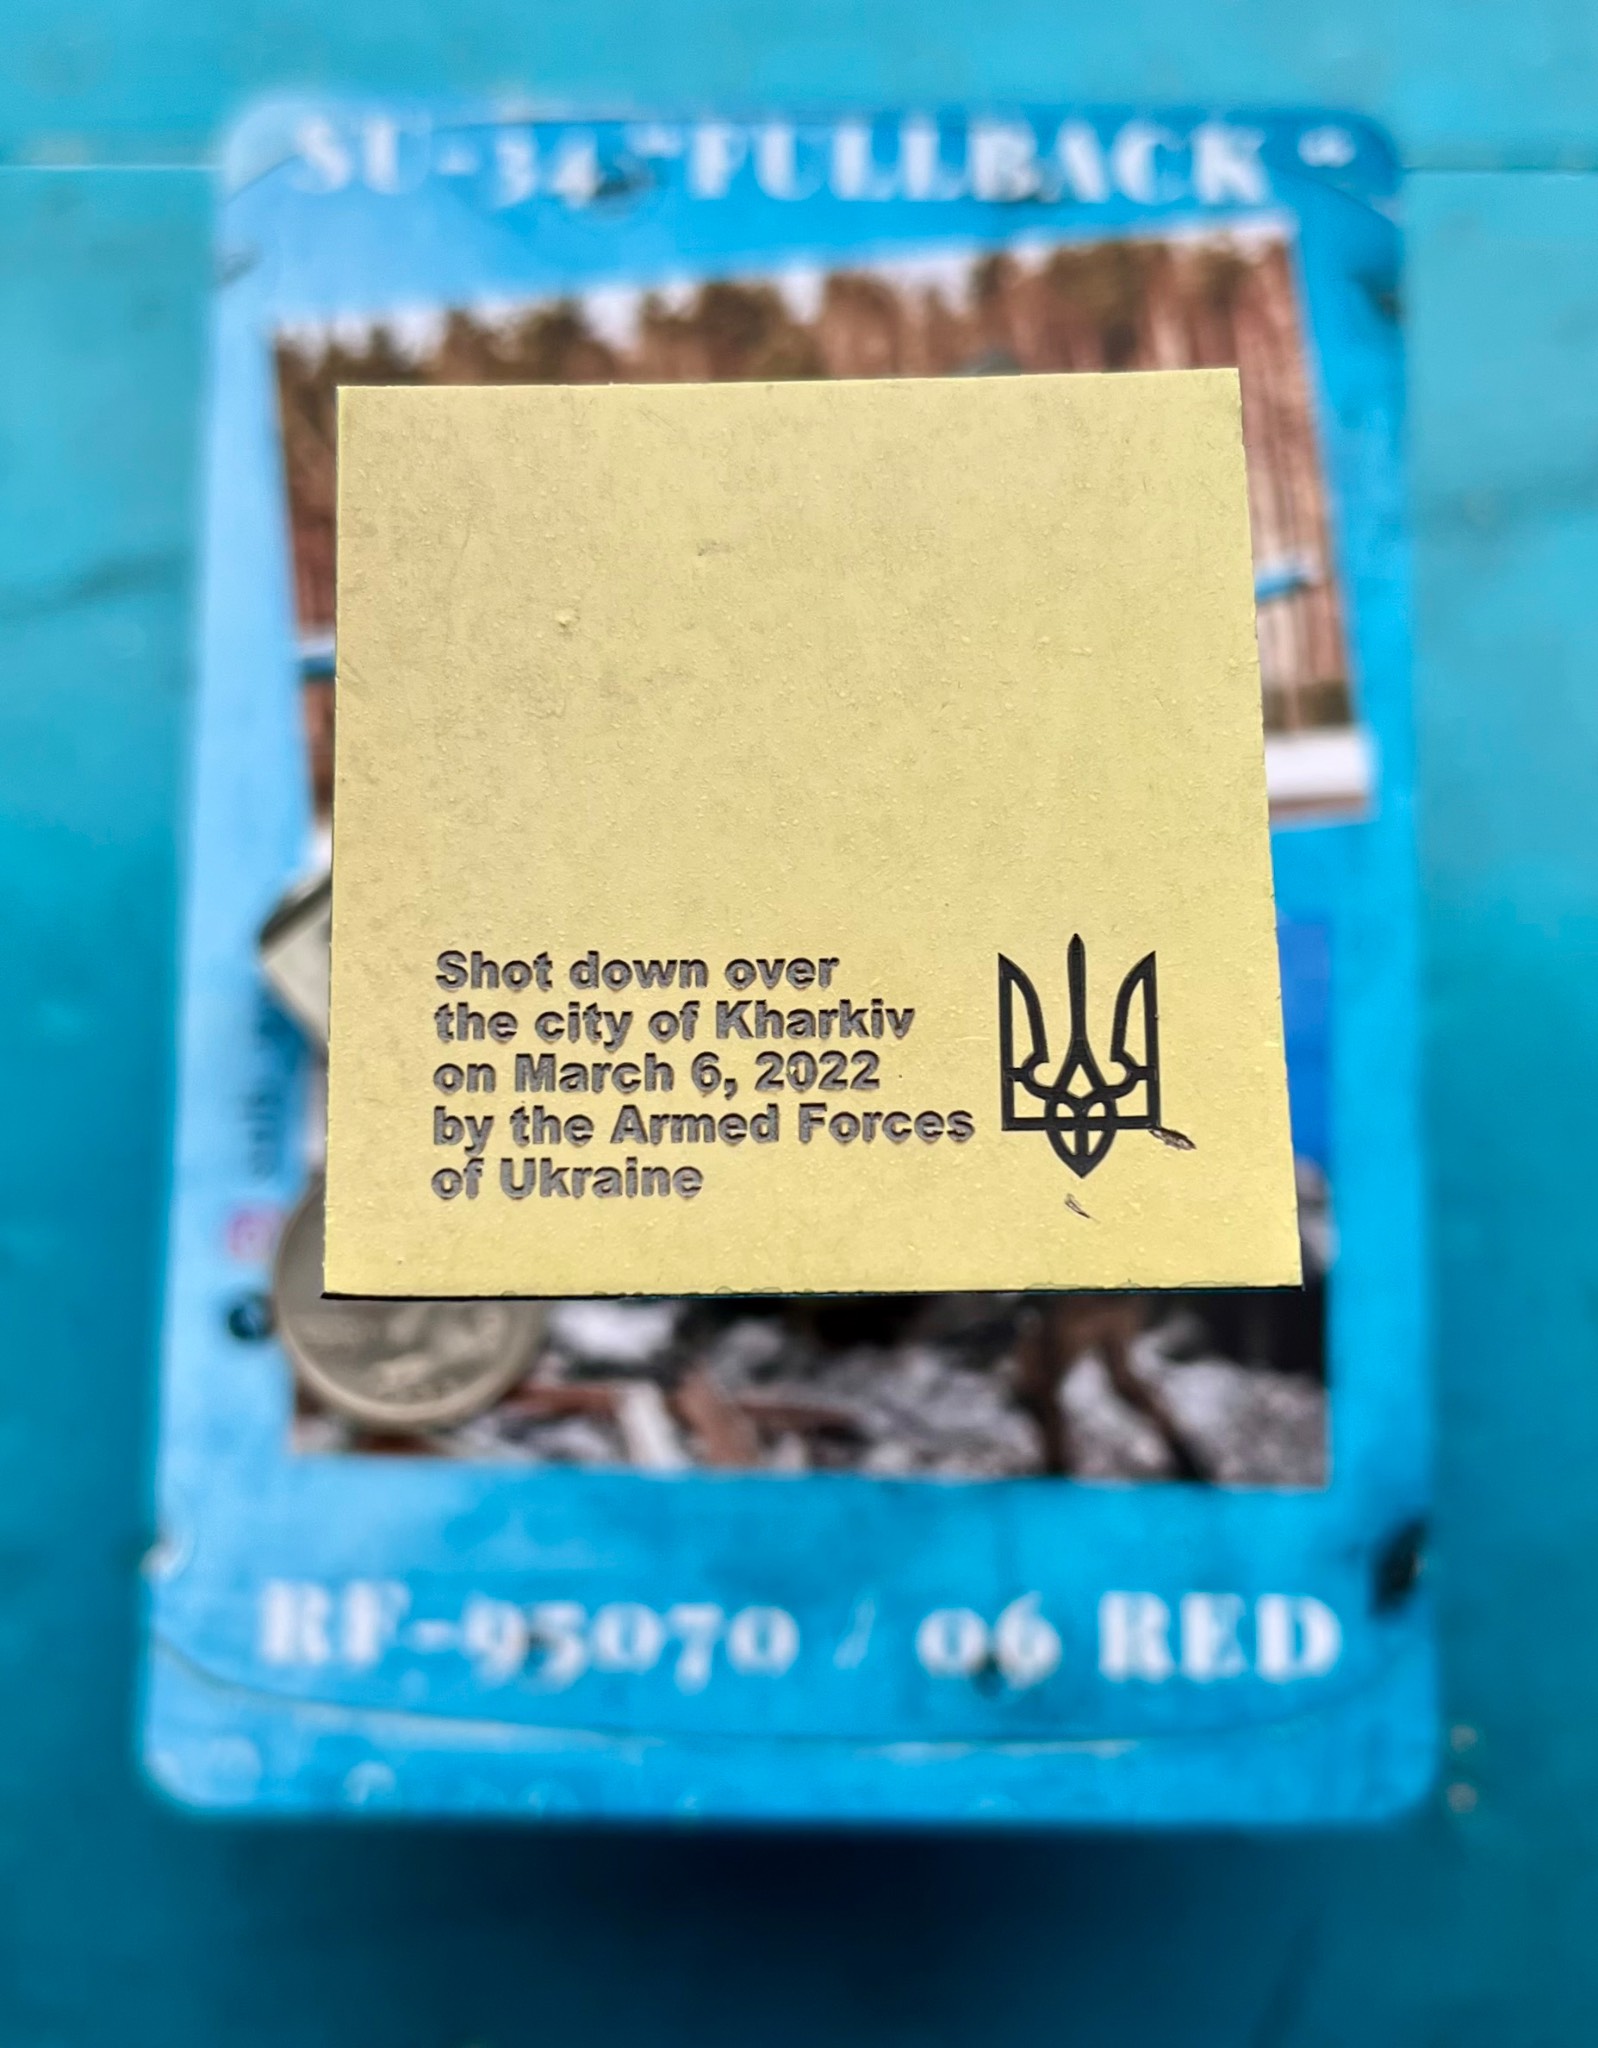 SU-34 "FULLBACK "
Shot down over
the city of Kharkiv
on March 6, 2022
by the Armed Forces
of Ukraine
RF-95070 / 06 RED